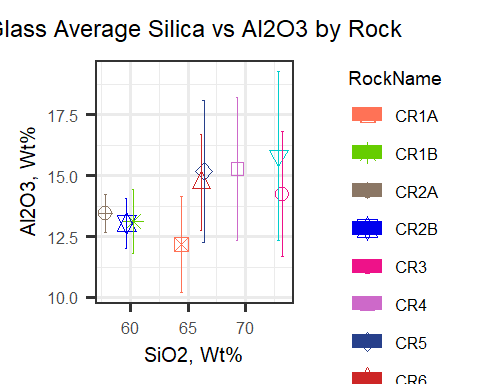 Glass Average Silica vs Al2O3 by Rock
RockName
CR1A
CR1B
CR2A
CR2B
CR3
CR4
CR5
CR6
Al2O3, Wt%
17.5
15.0
12.5
10.0
60 65 70
SiO2, Wt%